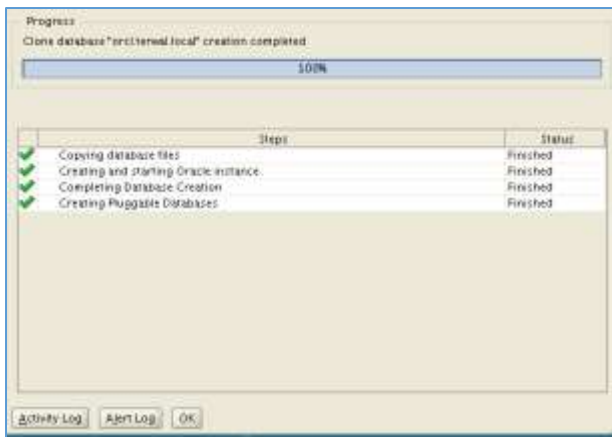 Progress
Clone database "orcl.terwal.local" creation completed
100%
Steps Status
Copying database files Finished
Creating and starting Oracle instance Finished
Completing Database Creation Finished
Creating Pluggable Databases Finished
Activity Log Alert Log OK